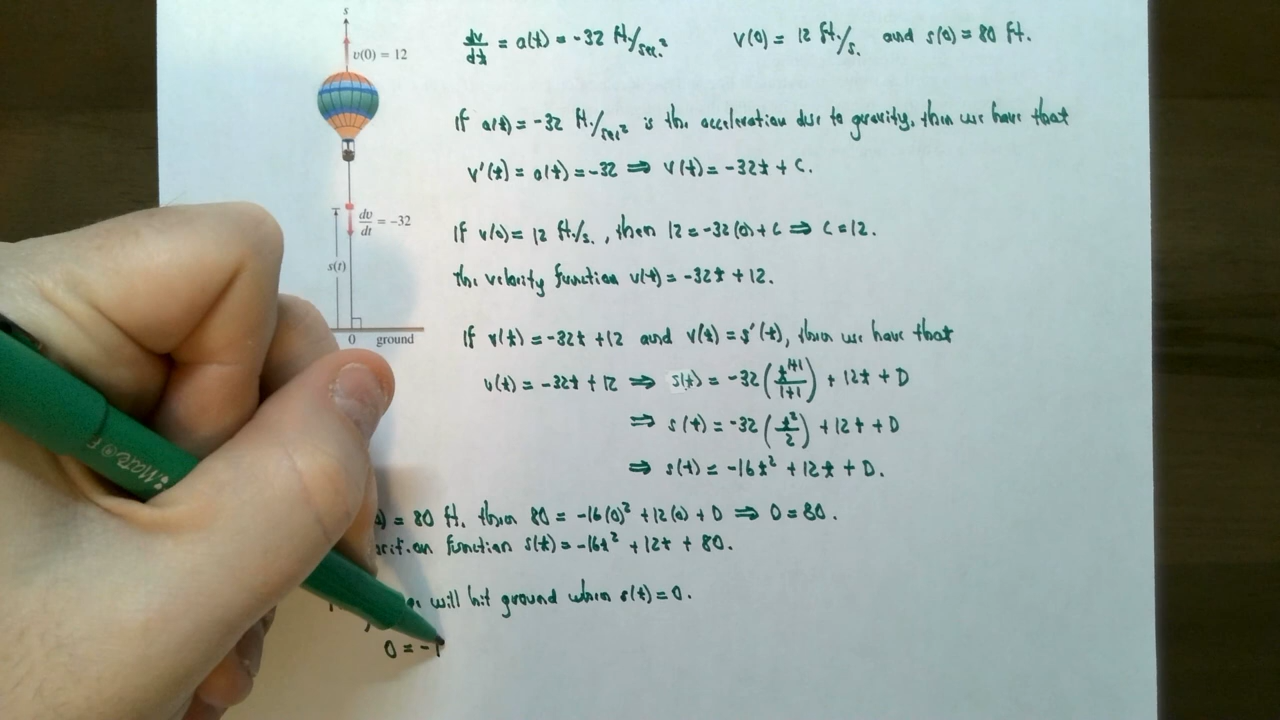 s
v(0) = 12
dv/dt = a(t) = -32 ft./sec.² v(0) = 12 ft./s. and s(0) = 80 ft.
If a(t) = -32 ft./sec² is the acceleration due to gravity, then we have that
v'(t) = a(t) = -32 ⇒ v(t) = -32t + C.
dv/dt = -32
If v(0) = 12 ft./s., then 12 = -32(0) + C ⇒ C = 12.
s(t)
The velocity function v(t) = -32t + 12.
0 ground
If v(t) = -32t + 12 and v(t) = s'(t), then we have that
v(t) = -32t + 12 ⇒ s(t) = -32(t^(1+1)/(1+1)) + 12t + D
⇒ s(t) = -32(t²/2) + 12t + D
⇒ s(t) = -16t² + 12t + D.
) = 80 ft. then 80 = -16(0)² + 12(0) + D ⇒ D = 80.
function s(t) = -16t² + 12t + 80.
will hit ground when s(t) = 0.
0 = -1
Mate